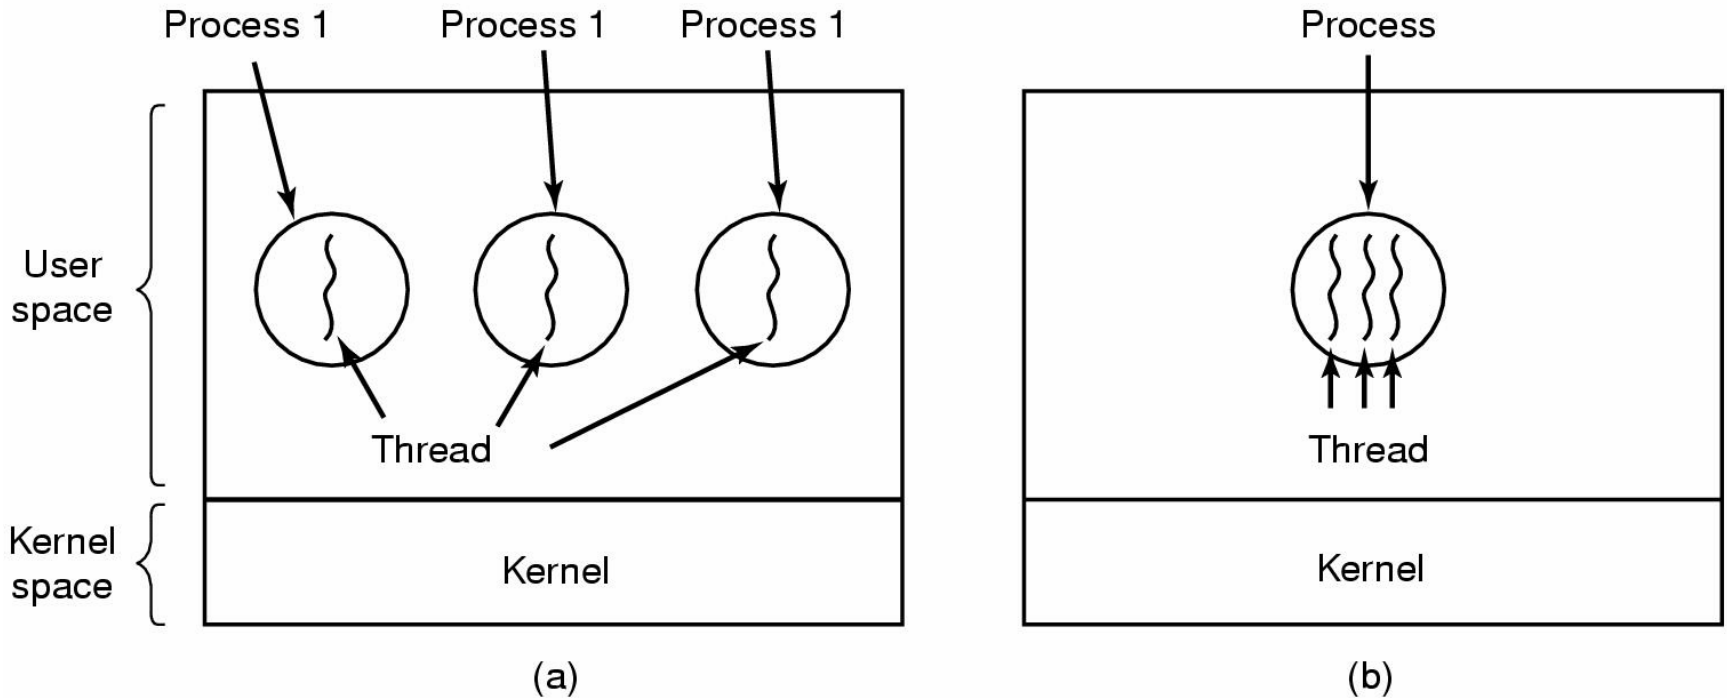 Process 1
Process 1
Process 1
Process
User
space
Thread
Thread
Kernel
space
Kernel
Kernel
(a)
(b)